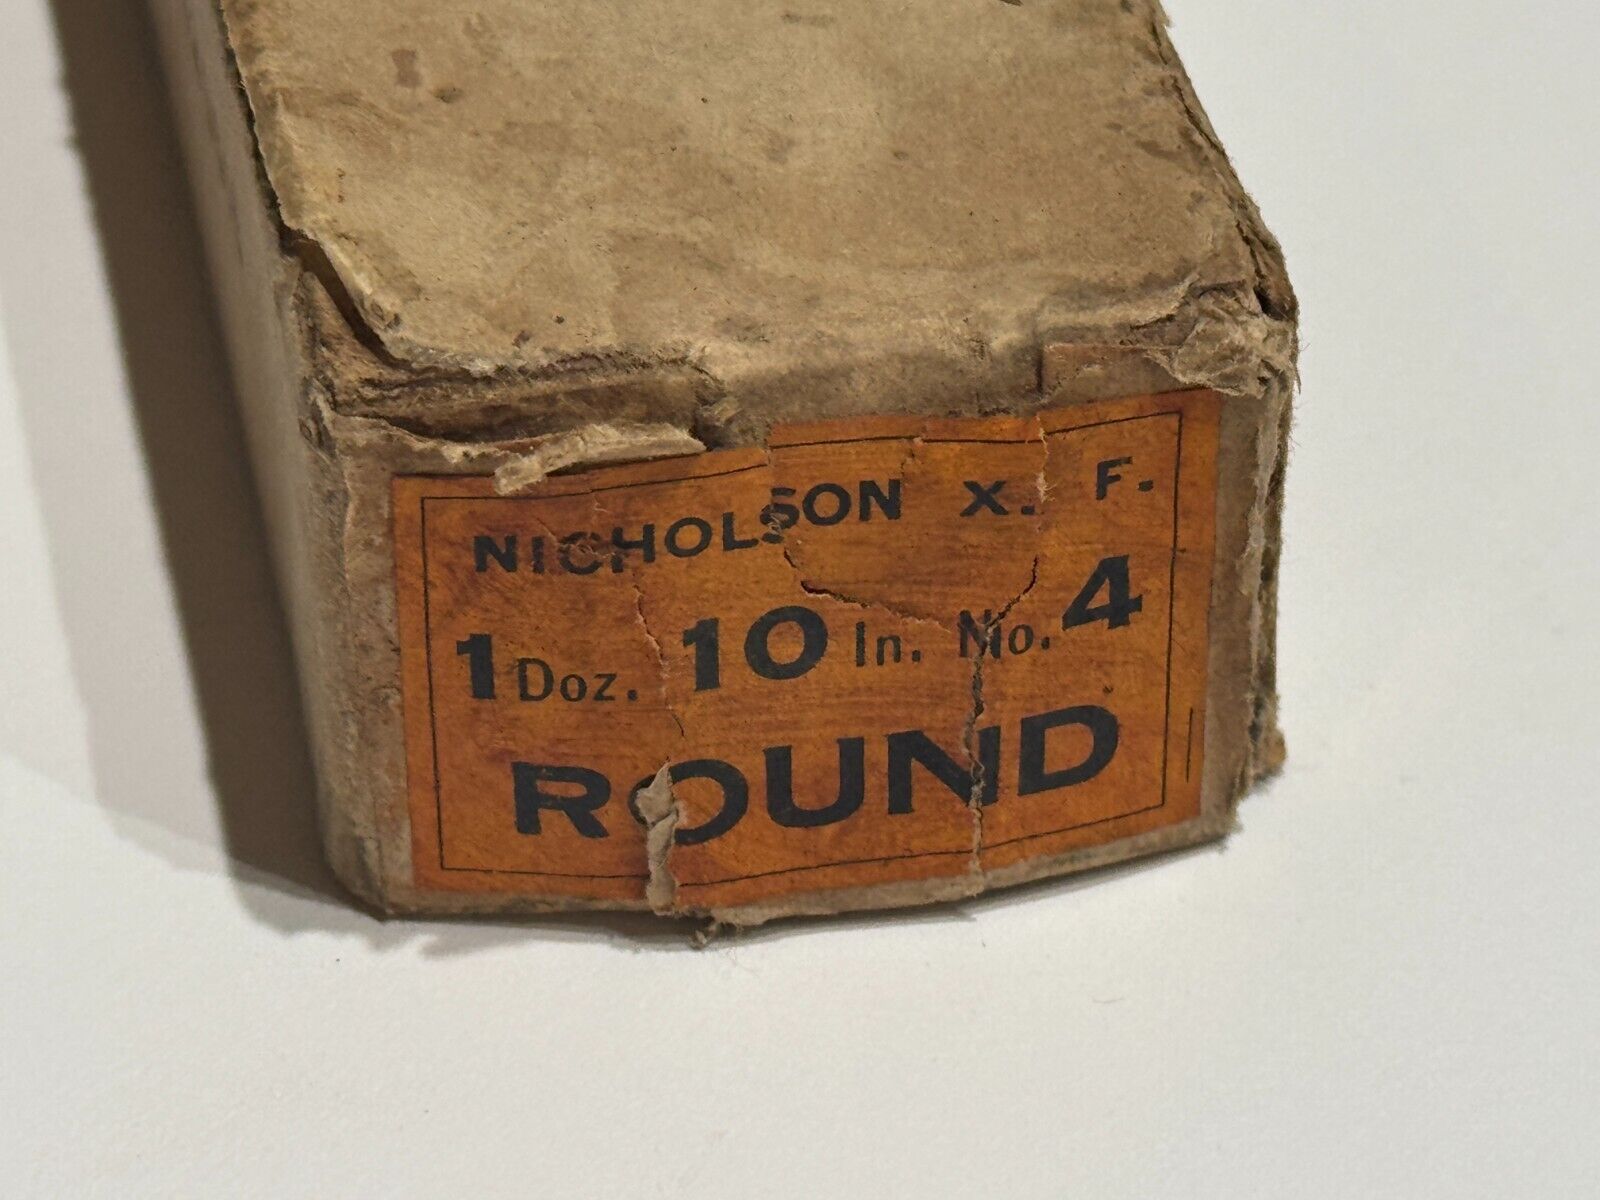 NICHOLSON X. F.
1 Doz. 10 In. No. 4
ROUND